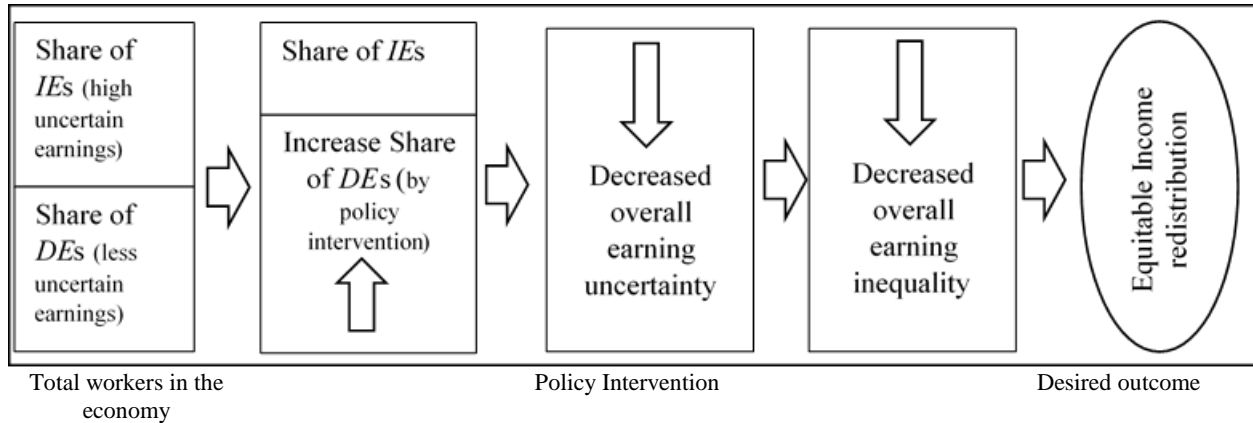 Share of
IEs (high
uncertain
earnings)
Share of
DEs (less
uncertain
earnings)
Share of IEs
Increase Share
of DEs (by
policy
intervention)
Decreased
overall
earning
uncertainty
Decreased
overall
earning
inequality
Equitable Income
redistribution
Total workers in the
economy
Policy Intervention
Desired outcome